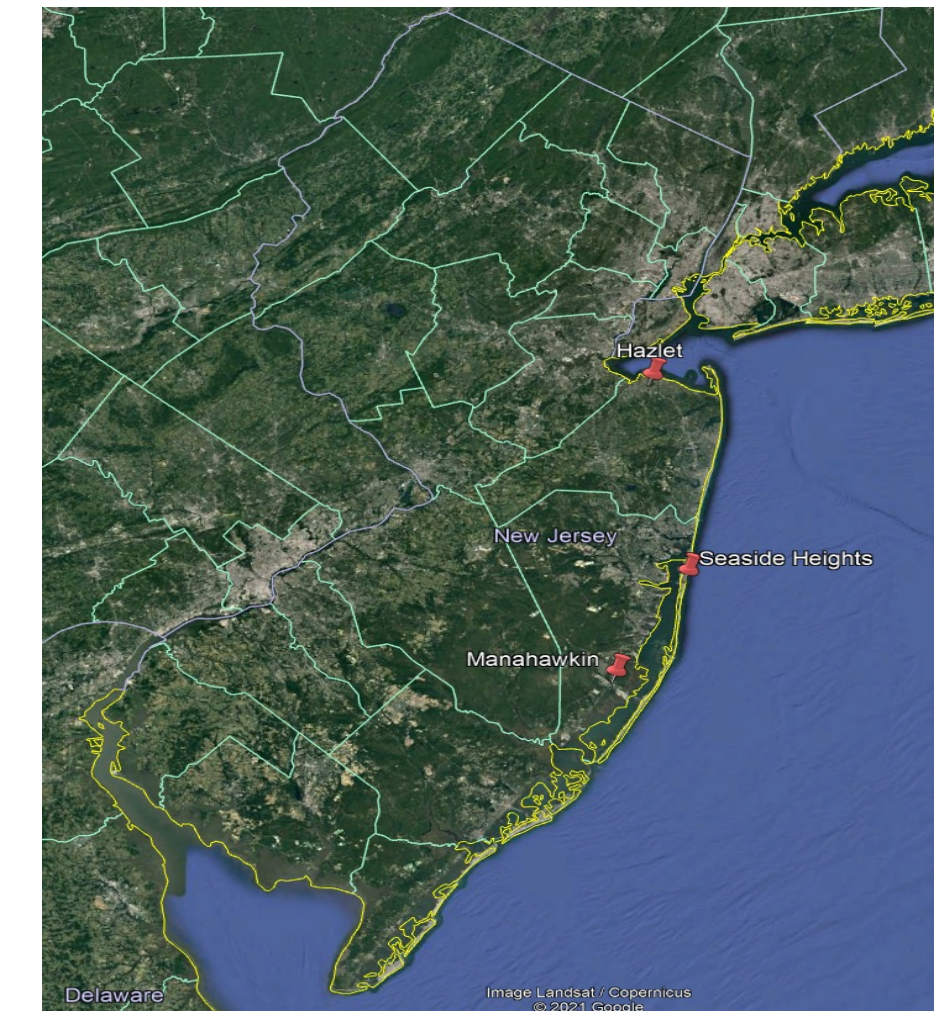 Hazlet
New Jersey
Seaside Heights
Manahawkin
Delaware
Image Landsat / Copernicus
© 2021 Google